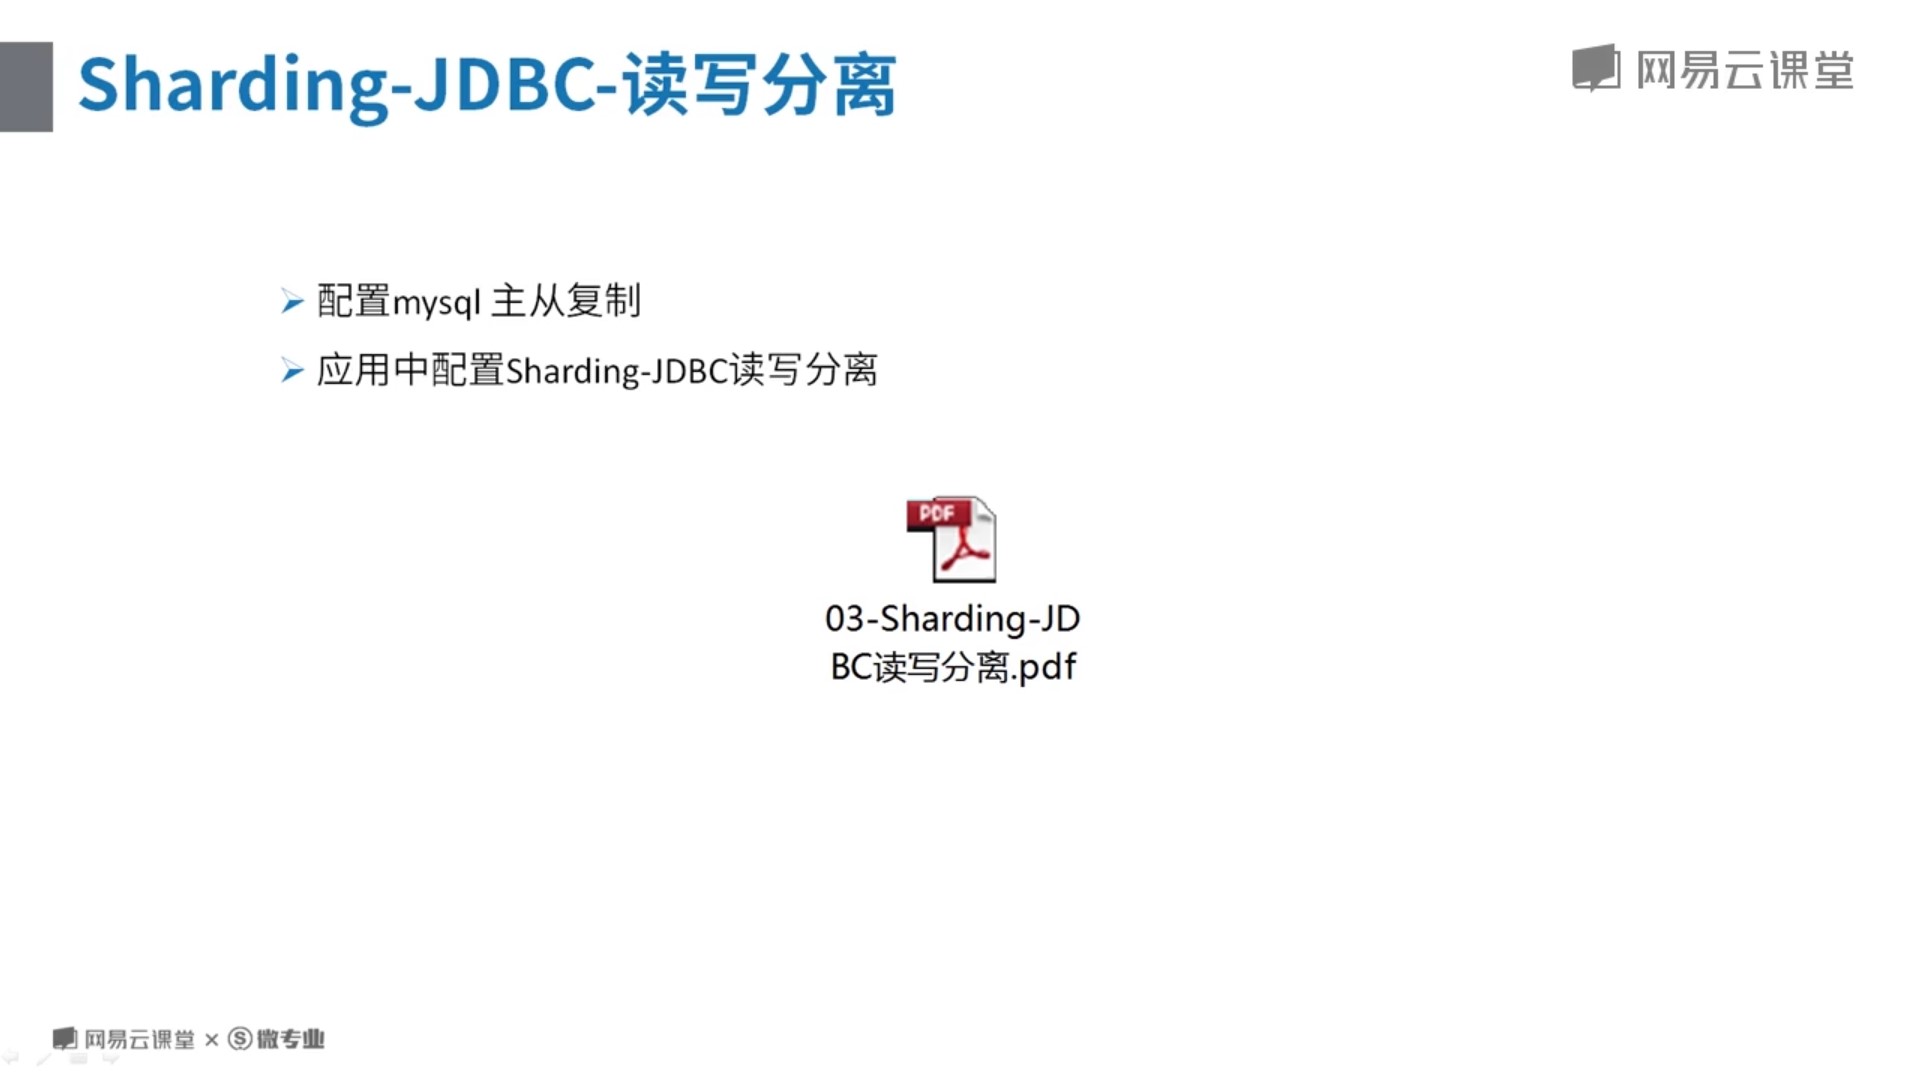 Sharding-JDBC-读写分离
网易云课堂
配置mysql 主从复制
应用中配置Sharding-JDBC读写分离
PDF
03-Sharding-JD
BC读写分离.pdf
网易云课堂 × Ⓢ微专业